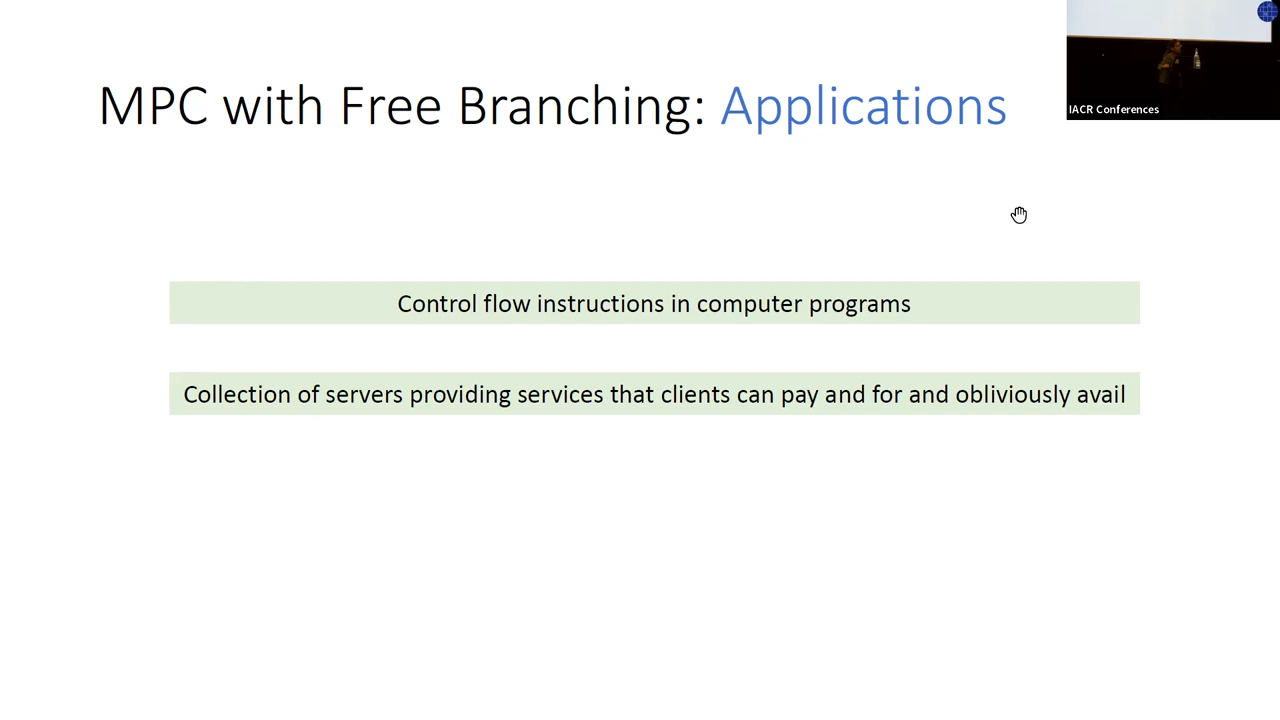 IACR Conferences
MPC with Free Branching: Applications
Control flow instructions in computer programs
Collection of servers providing services that clients can pay and for and obliviously avail